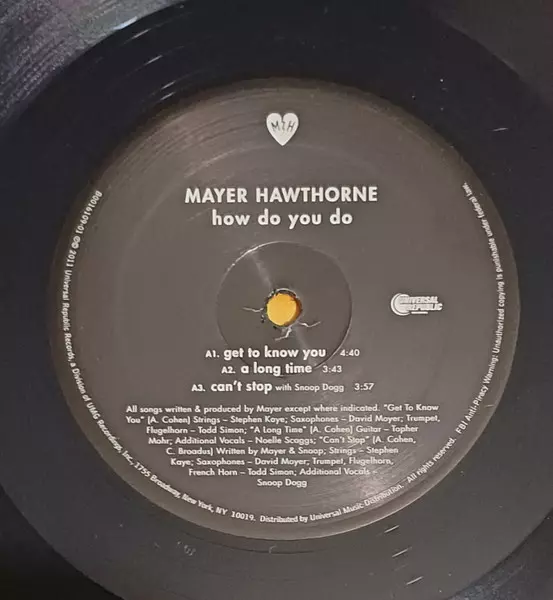 M&H
MAYER HAWTHORNE
how do you do
UNIVERSAL
REPUBLIC
A1. get to know you 4:40
A2. a long time 3:43
A3. can't stop with Snoop Dogg 3:57
All songs written & produced by Mayer except where indicated. "Get To Know
You" (A. Cohen) Strings – Stephen Kaye; Saxophones – David Moyer; Trumpet,
Flugelhorn – Todd Simon; "A Long Time" (A. Cohen) Guitar – Topher
Mohr; Additional Vocals – Noelle Scaggs; "Can't Stop" (A. Cohen,
C. Broadus) Written by Mayer & Snoop; Strings – Stephen
Kaye; Saxophones – David Moyer; Trumpet, Flugelhorn,
French Horn – Todd Simon; Additional Vocals –
Snoop Dogg
B0016109-01 ℗ © 2011 Universal Republic Records, a Division of UMG Recordings, Inc., 1755 Broadway, New York, NY 10019. Distributed by Universal Music Distribution. All rights reserved. FBI Anti-Piracy Warning: Unauthorized copying is punishable under federal law.